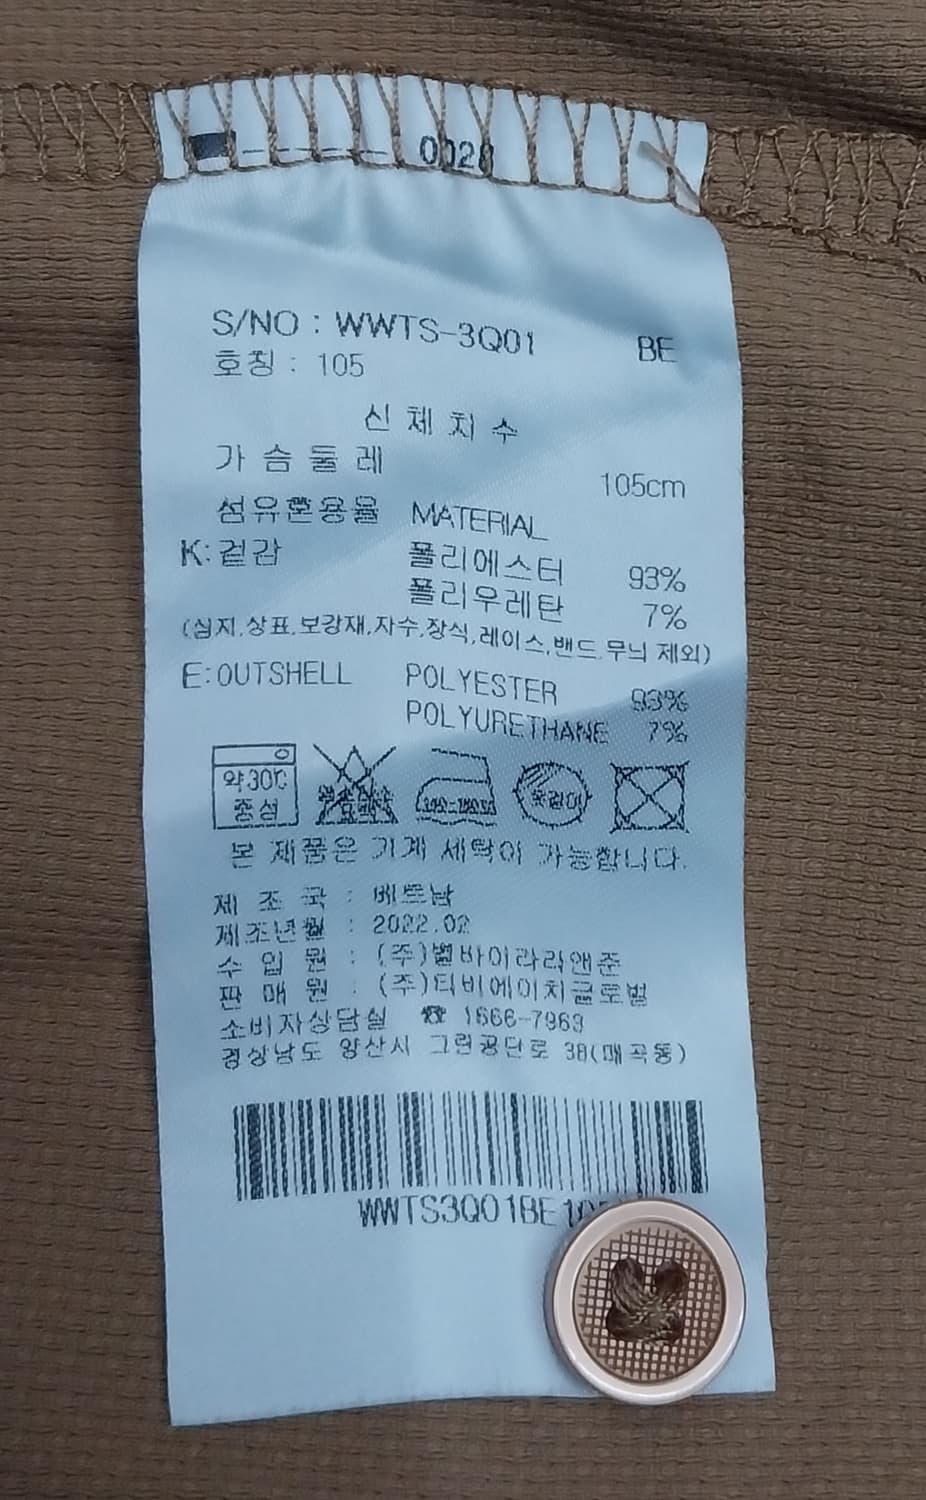 0028
S/NO : WWTS-3Q01 BE
호칭 : 105
신 체 치 수
가 슴 둘 레 105cm
섬유혼용율 MATERIAL
K:겉감 폴리에스터 93%
폴리우레탄 7%
(심지,상표,보강재,자수,장식,레이스,밴드 무늬 제외)
E:OUTSHELL POLYESTER 93%
POLYURETHANE 7%
약30℃
중성
본 제품은 기계 세탁이 가능합니다.
제 조 국 : 베트남
제조년월 : 2022.02
수 입 원 : (주)별바이라라앤준
판 매 원 : (주)티비에이치글로벌
소비자상담실 ☎ 1666-7963
경상남도 양산시 그린공단로 38(매곡동)
WWTS3Q01BE